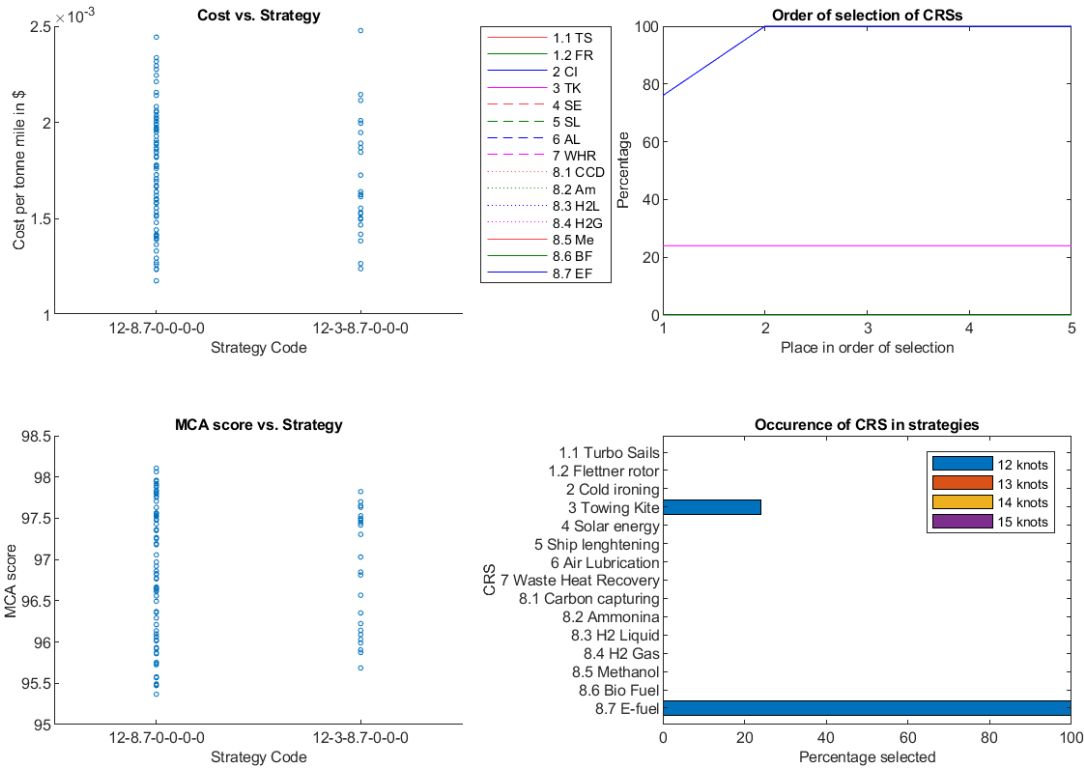 Cost vs. Strategy
×10⁻³
2.5
2
1.5
1
Cost per tonne mile in $
12-8.7-0-0-0-0
12-3-8.7-0-0-0
Strategy Code
1.1 TS
1.2 FR
2 CI
3 TK
4 SE
5 SL
6 AL
7 WHR
8.1 CCD
8.2 Am
8.3 H2L
8.4 H2G
8.5 Me
8.6 BF
8.7 EF
Order of selection of CRSs
100
80
60
40
20
0
Percentage
1
2
3
4
5
Place in order of selection
MCA score vs. Strategy
98.5
98
97.5
97
96.5
96
95.5
95
MCA score
12-8.7-0-0-0-0
12-3-8.7-0-0-0
Strategy Code
Occurence of CRS in strategies
1.1 Turbo Sails
1.2 Flettner rotor
2 Cold ironing
3 Towing Kite
4 Solar energy
5 Ship lenghtening
6 Air Lubrication
7 Waste Heat Recovery
8.1 Carbon capturing
8.2 Ammonina
8.3 H2 Liquid
8.4 H2 Gas
8.5 Methanol
8.6 Bio Fuel
8.7 E-fuel
CRS
12 knots
13 knots
14 knots
15 knots
0
20
40
60
80
100
Percentage selected